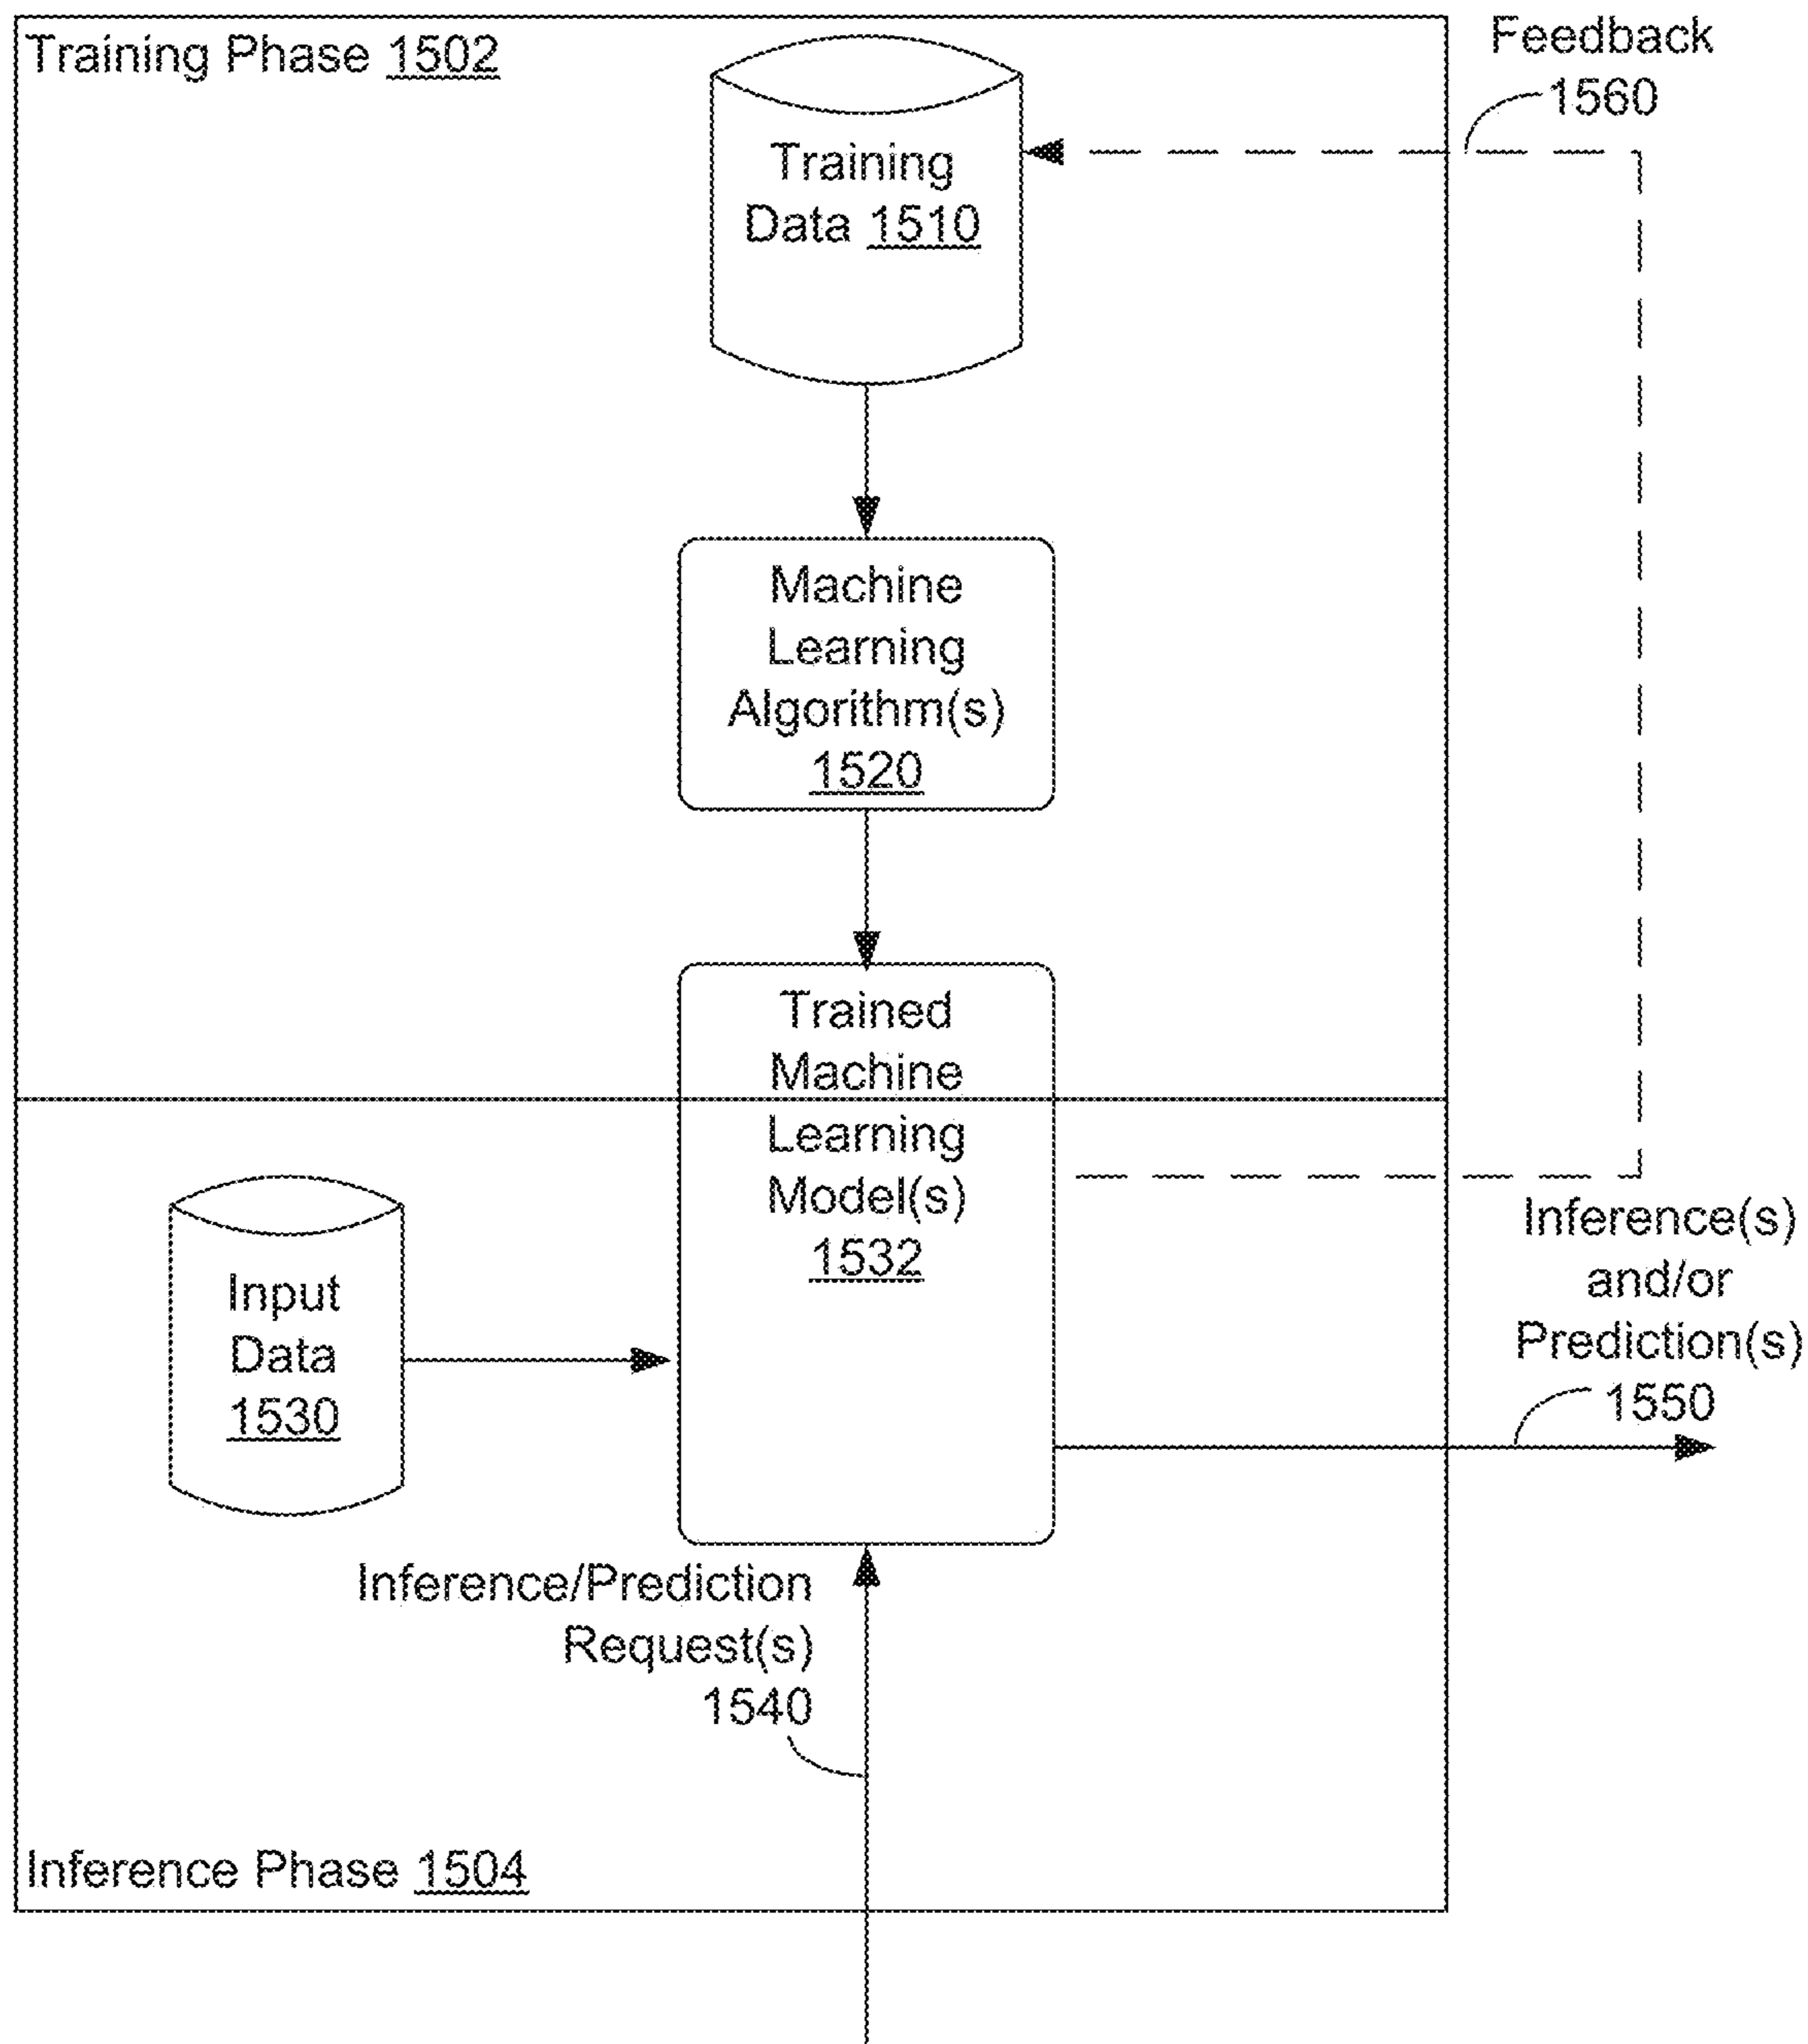 Training Phase 1502
Feedback
1560
Training
Data 1510
Machine
Learning
Algorithm(s)
1520
Trained
Machine
Learning
Model(s)
1532
Input
Data
1530
Inference(s)
and/or
Prediction(s)
1550
Inference/Prediction
Request(s)
1540
Inference Phase 1504